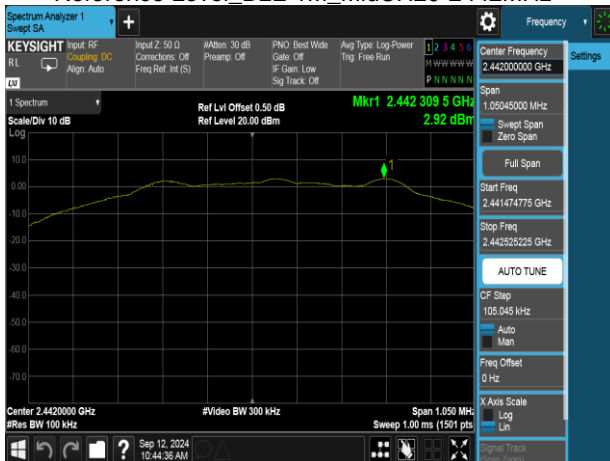 Spectrum Analyzer 1
Swept SA
Frequency
KEYSIGHT
RL
LXI
Input: RF
Coupling: DC
Align: Auto
Input Z: 50 Ω
Corrections: Off
Freq Ref: Int (S)
#Atten: 30 dB
Preamp: Off
PNO: Best Wide
Gate: Off
IF Gain: Low
Sig Track: Off
Avg Type: Log-Power
Trig: Free Run
1 2 3 4 5 6
M W W W W W
P N N N N N
Center Frequency
2.442000000 GHz
Settings
Span
1.05045000 MHz
Swept Span
Zero Span
Full Span
Start Freq
2.441474775 GHz
Stop Freq
2.442525225 GHz
AUTO TUNE
CF Step
105.045 kHz
Auto
Man
Freq Offset
0 Hz
X Axis Scale
Log
Lin
Signal Track
(Span Zoom)
1 Spectrum
Scale/Div 10 dB
Log
Ref Lvl Offset 0.50 dB
Ref Level 20.00 dBm
Mkr1 2.442 309 5 GHz
2.92 dBm
1
10.0
0.00
-10.0
-20.0
-30.0
-40.0
-50.0
-60.0
-70.0
Center 2.4420000 GHz
#Res BW 100 kHz
#Video BW 300 kHz
Span 1.050 MHz
Sweep 1.00 ms (1501 pts
?
Sep 12, 2024
10:44:36 AM